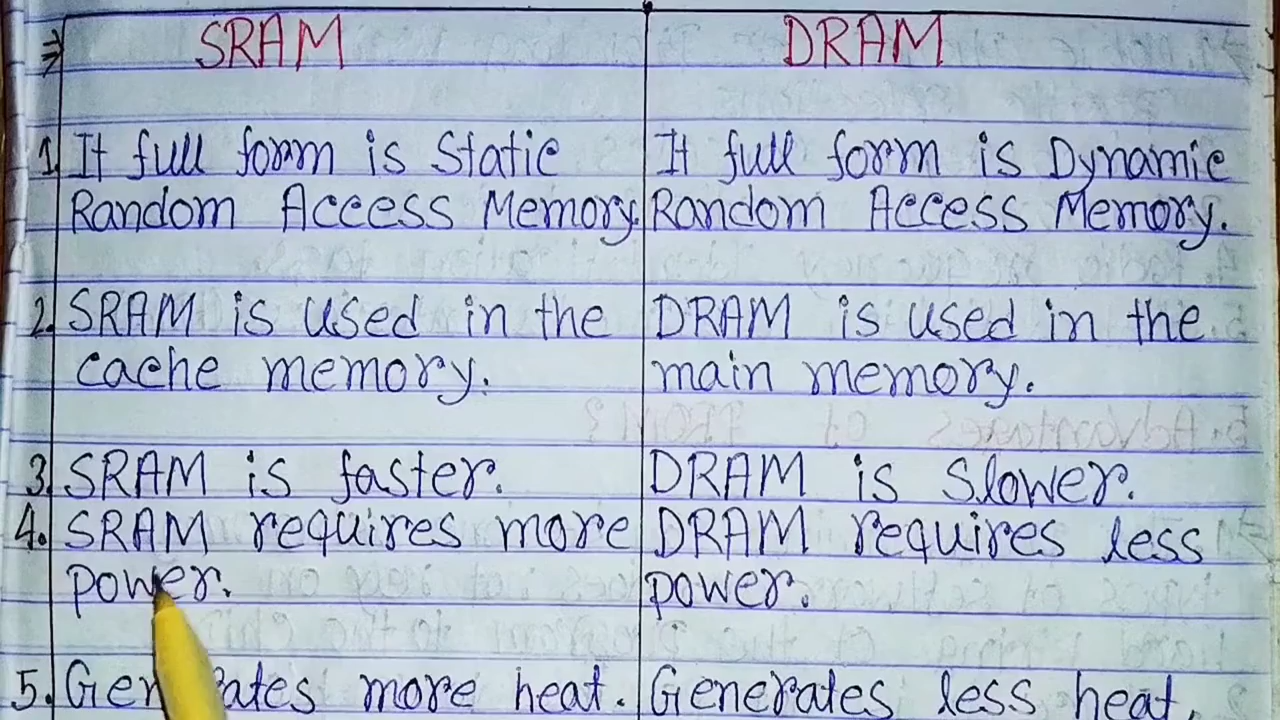 ⇒ SRAM DRAM
1. It full form is Static It full form is Dynamic
Random Access Memory. Random Access Memory.
2. SRAM is used in the DRAM is used in the
cache memory. main memory.
3. SRAM is faster. DRAM is slower.
4. SRAM requires more DRAM requires less
power. power.
5. Generates more heat. Generates less heat.